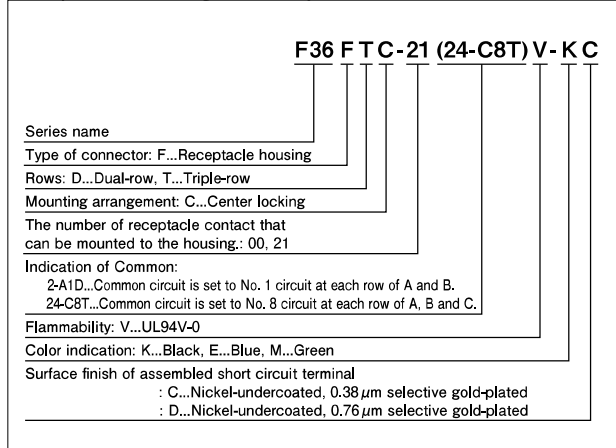 F36 F T C - 21 (24-C8T) V - K C
Series name
Type of connector: F...Receptacle housing
Rows: D...Dual-row, T...Triple-row
Mounting arrangement: C...Center locking
The number of receptacle contact that
can be mounted to the housing.: 00, 21
Indication of Common:
2-A1D...Common circuit is set to No. 1 circuit at each row of A and B.
24-C8T...Common circuit is set to No. 8 circuit at each row of A, B and C.
Flammability: V...UL94V-0
Color indication: K...Black, E...Blue, M...Green
Surface finish of assembled short circuit terminal
: C...Nickel-undercoated, 0.38 μm selective gold-plated
: D...Nickel-undercoated, 0.76 μm selective gold-plated